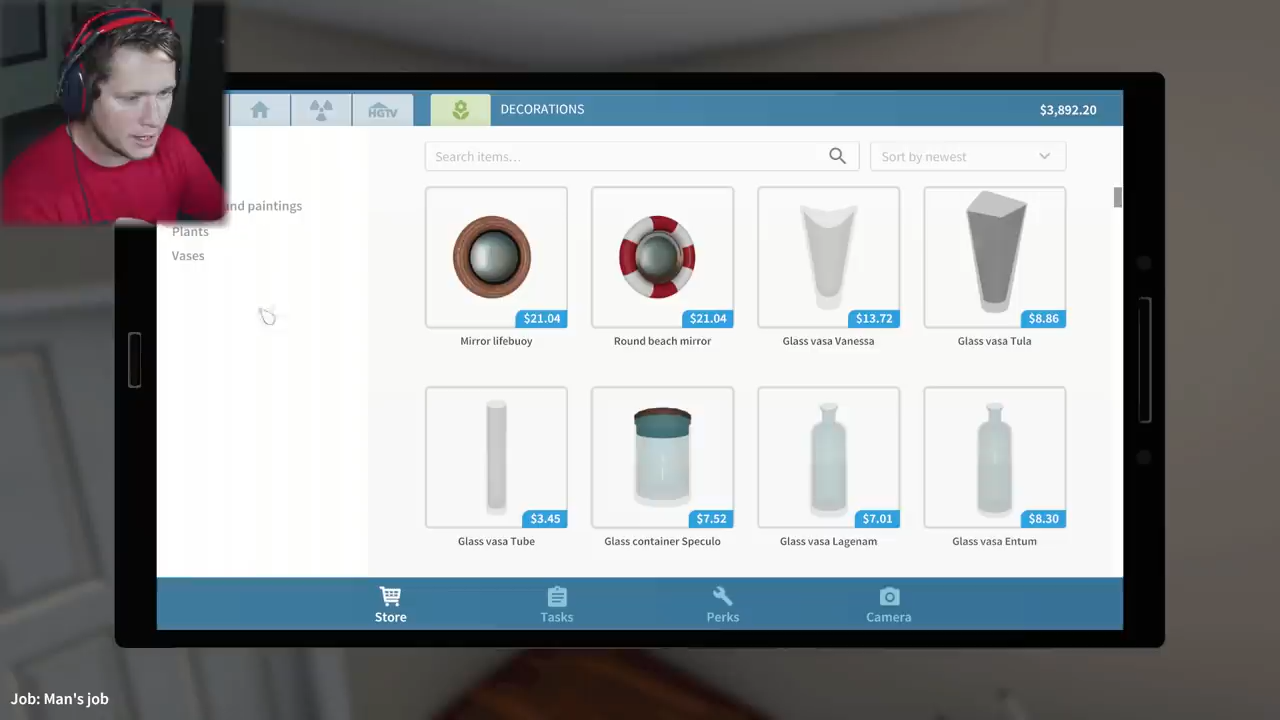 HGTV
DECORATIONS
$3,892.20
Search items...
Sort by newest
nd paintings
Plants
Vases
$21.04
$21.04
$13.72
$8.86
Mirror lifebuoy
Round beach mirror
Glass vasa Vanessa
Glass vasa Tula
$3.45
$7.52
$7.01
$8.30
Glass vasa Tube
Glass container Speculo
Glass vasa Lagenam
Glass vasa Entum
Store
Tasks
Perks
Camera
Job: Man's job